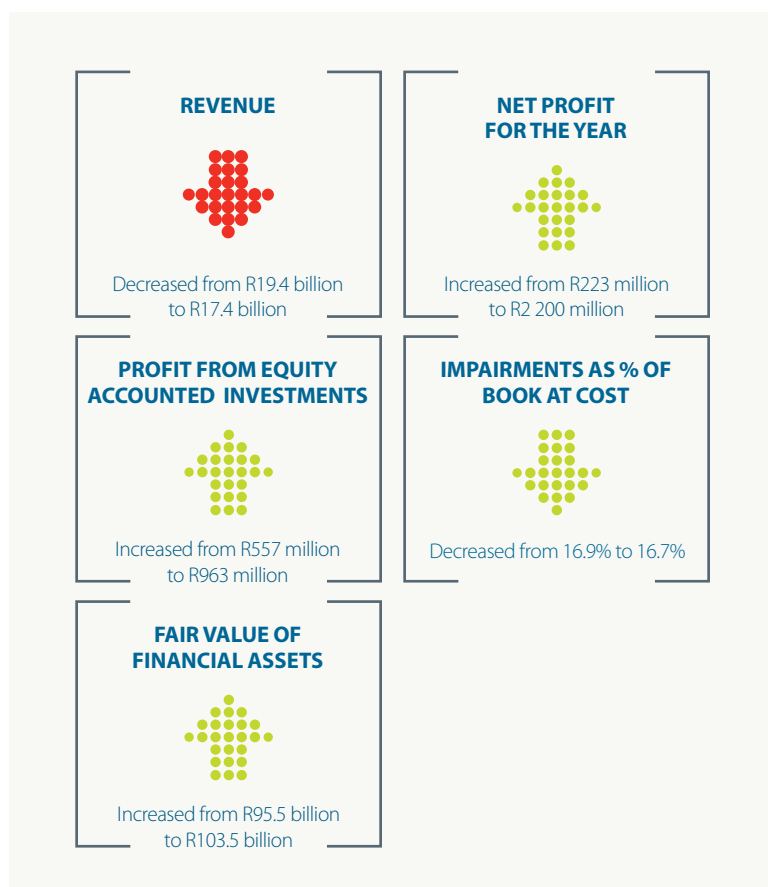 REVENUE
Decreased from R19.4 billion
to R17.4 billion
NET PROFIT
FOR THE YEAR
Increased from R223 million
to R2 200 million
PROFIT FROM EQUITY
ACCOUNTED INVESTMENTS
Increased from R557 million
to R963 million
IMPAIRMENTS AS % OF
BOOK AT COST
Decreased from 16.9% to 16.7%
FAIR VALUE OF
FINANCIAL ASSETS
Increased from R95.5 billion
to R103.5 billion